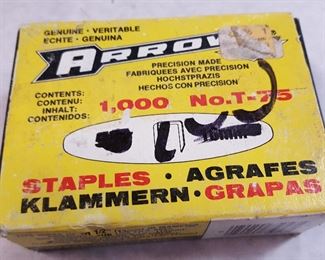 GENUINE · VERITABLE
ECHTE · GENUINA
ARROW
PRECISION MADE
FABRIQUEES AVEC PRECISION
HOCHSTPRAZIS
HECHOS CON PRECISION
CONTENTS:
CONTENU:
INHALT:
CONTENIDOS:
1,000 No. T-75
STAPLES · AGRAFES
KLAMMERN · GRAPAS